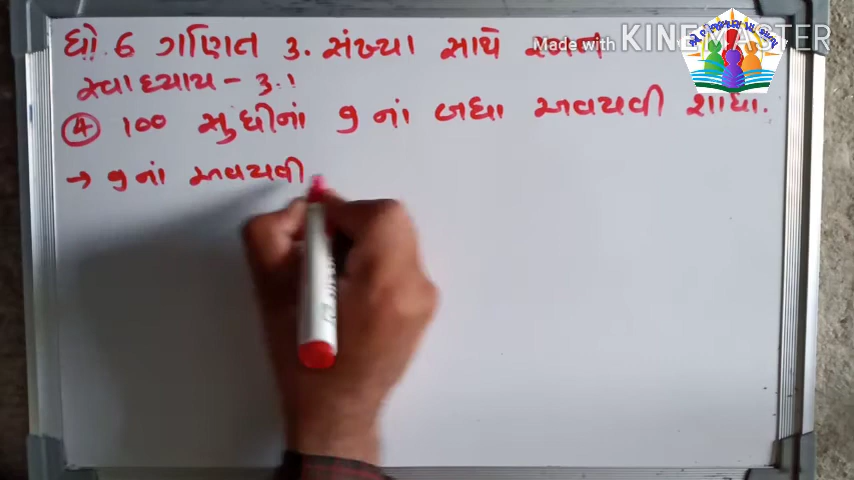 ધો. 6 ગણિત 3. સંખ્યા સાથે રમત
Made with KINEMASTER
સ્વાધ્યાય - 3.1
4 100 સુધીનાં 9 નાં બધા અવયવી શોધો.
→ 9 નાં અવયવી